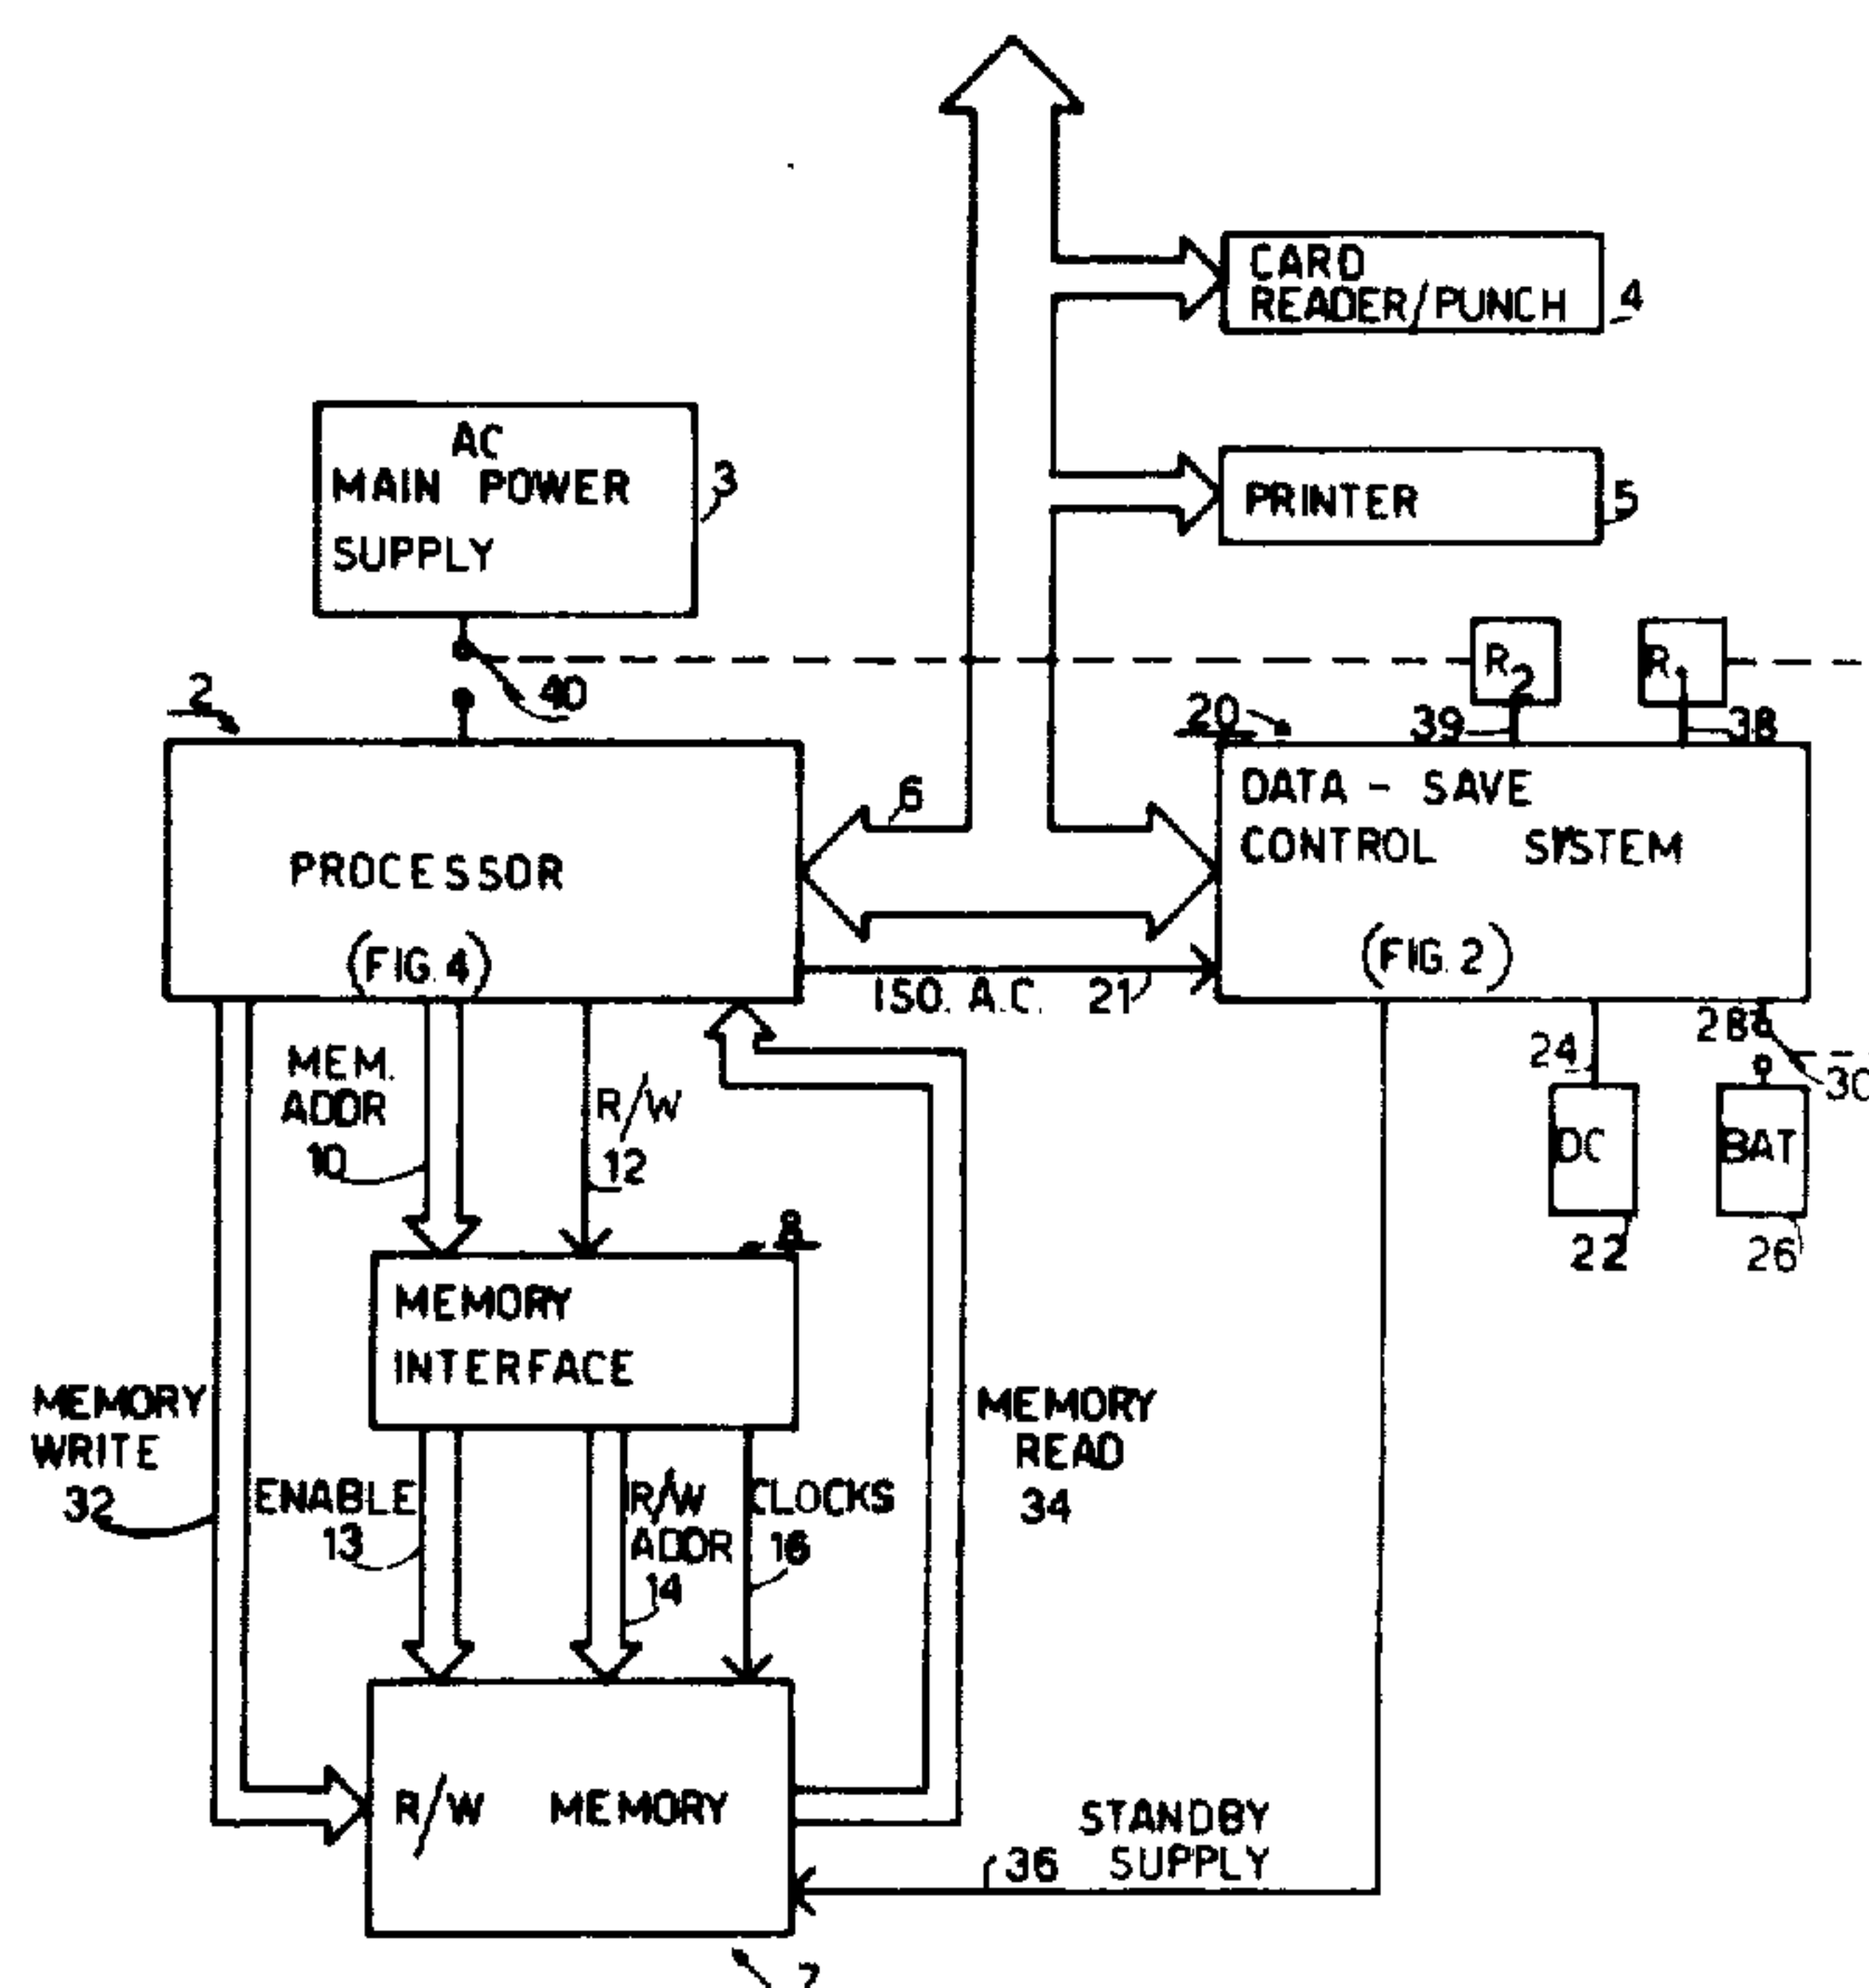 CARD
READER/PUNCH
4
AC
MAIN POWER
SUPPLY
3
PRINTER
5
R2
R1
40
2
20
39
38
6
DATA - SAVE
CONTROL SYSTEM
(FIG. 2)
PROCESSOR
(FIG. 4)
ISO. A.C. 21
24
28
30
DC
BAT
22
26
MEM.
ADDR
10
R/W
12
8
MEMORY
INTERFACE
MEMORY
WRITE
32
ENABLE
13
R/W
ADDR
14
CLOCKS
16
MEMORY
READ
34
R/W MEMORY
STANDBY
SUPPLY
36
7